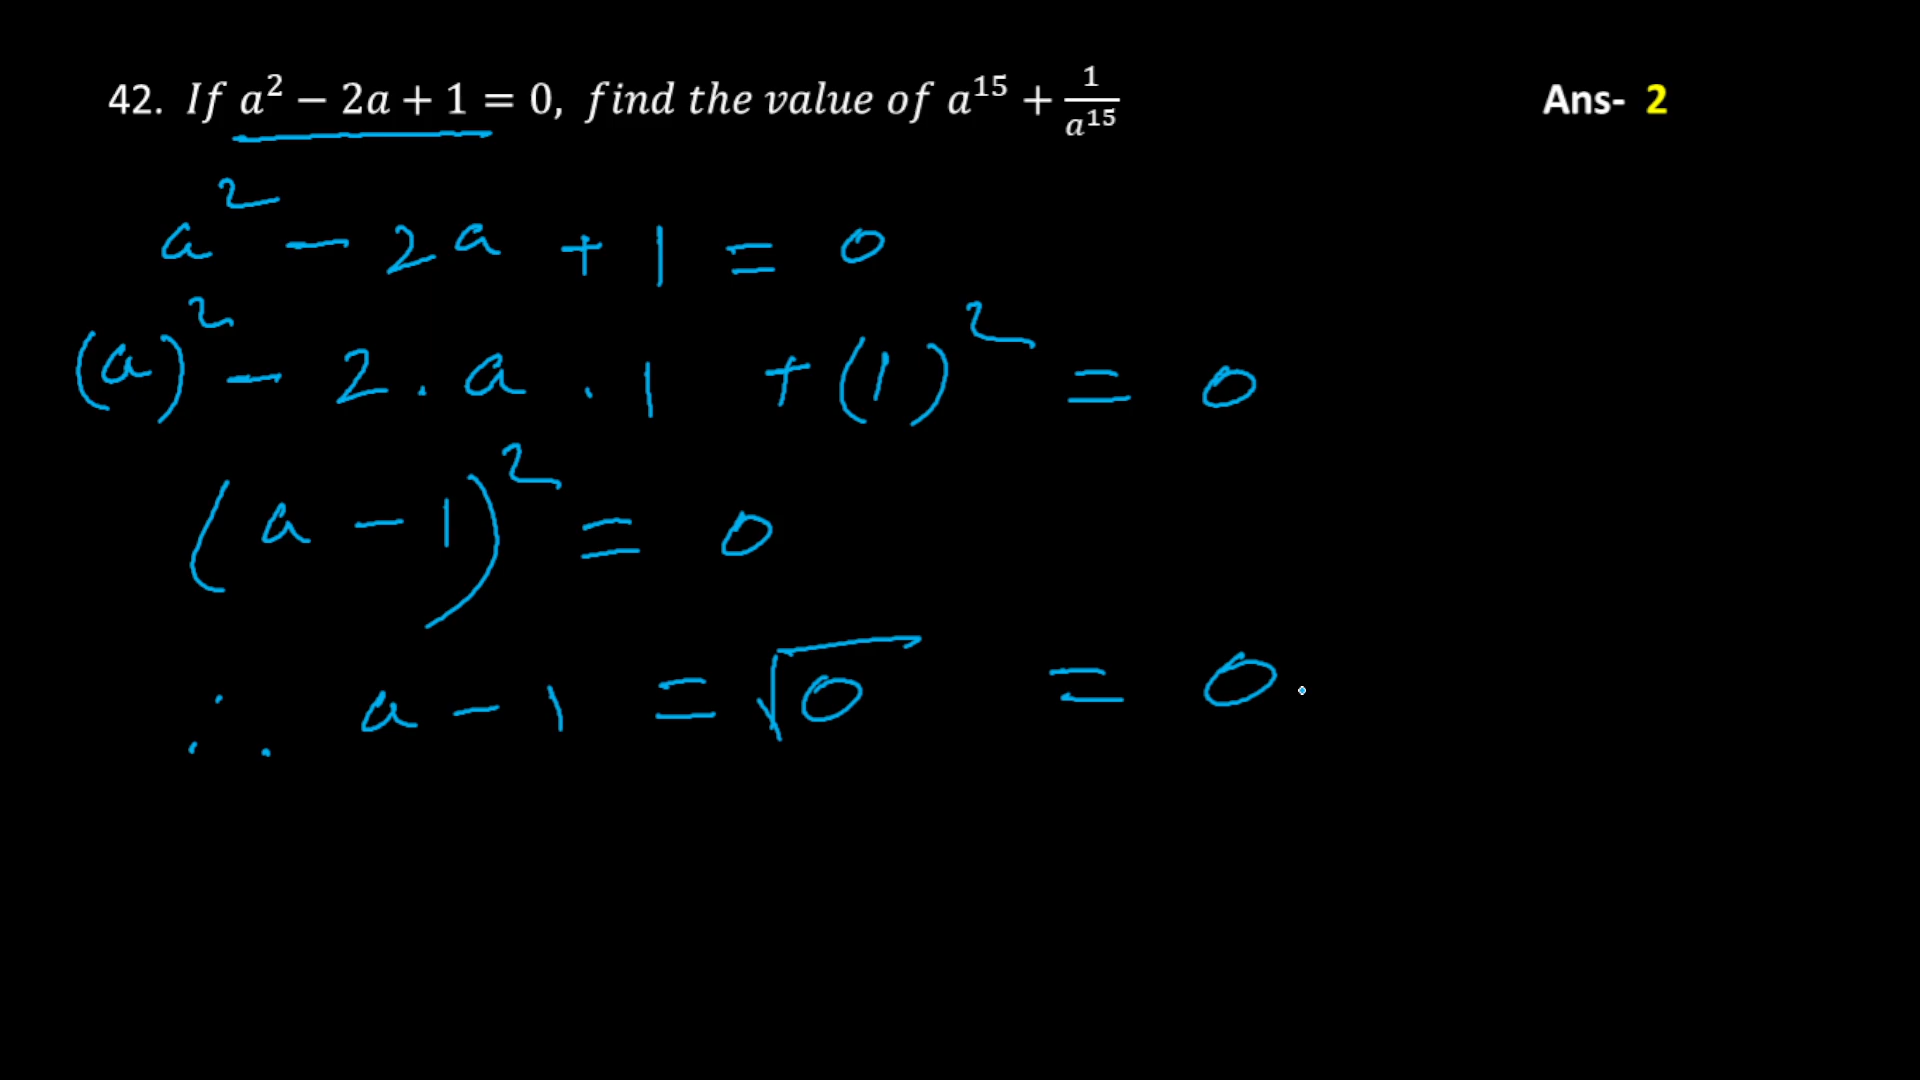 42. If a² − 2a + 1 = 0, find the value of a¹⁵ + 1/a¹⁵ Ans- 2
a² − 2a + 1 = 0
(a)² − 2 . a . 1 + (1)² = 0
(a − 1)² = 0
∴ a − 1 = √0 = 0